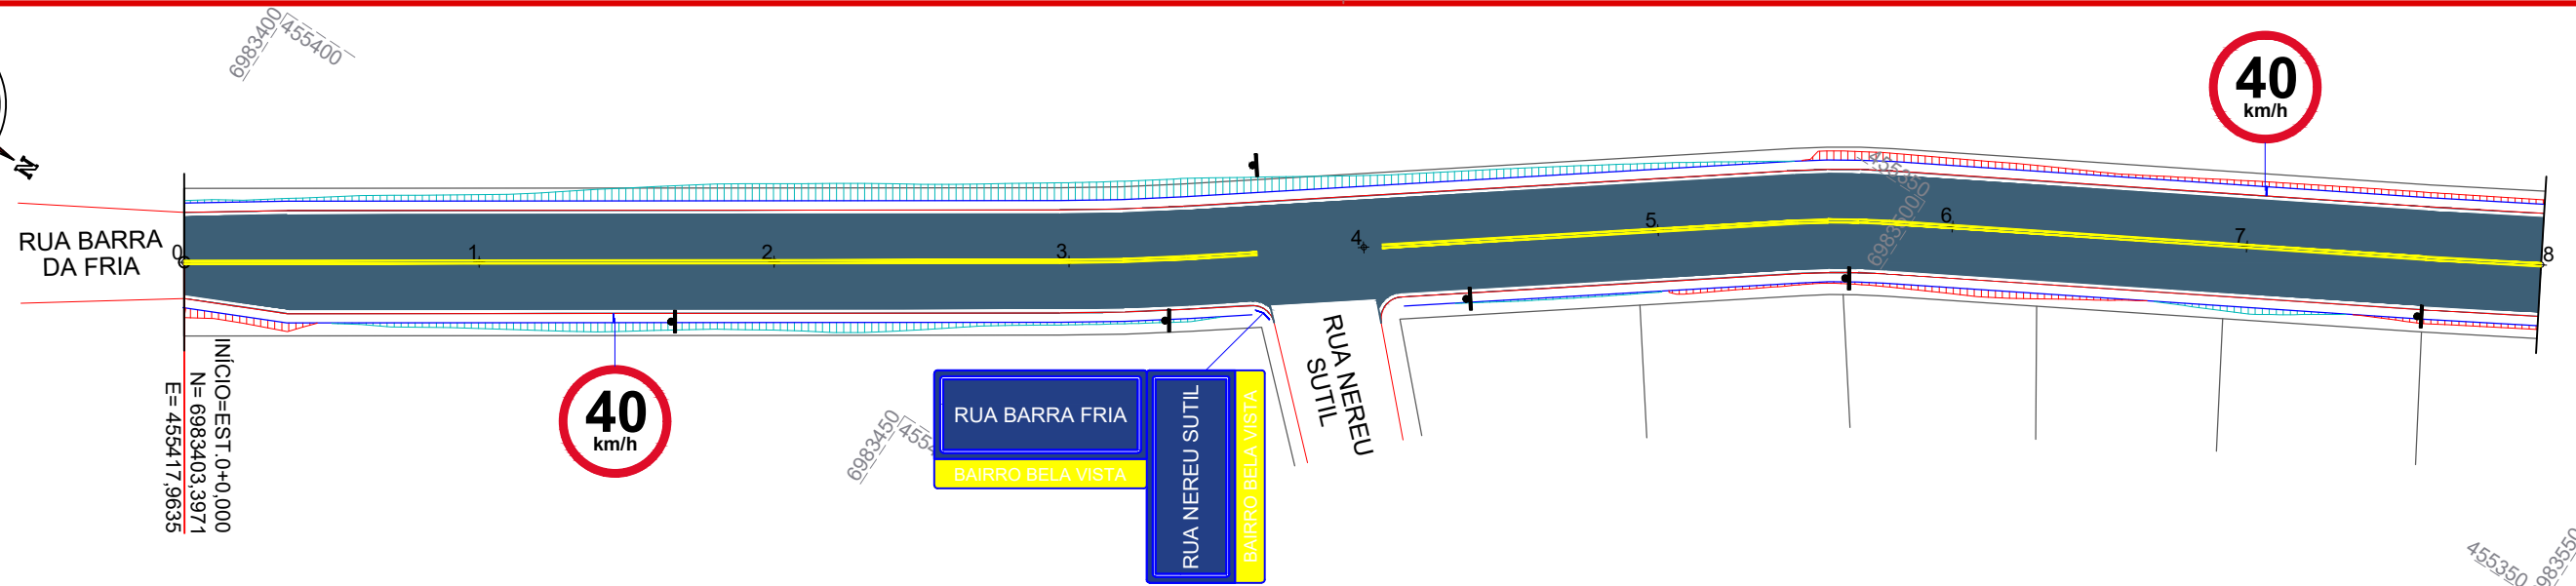 6983400
455400
40
km/h
N
RUA BARRA
DA FRIA
0
1
2
3
4
5
6
7
8
455350
6983500
INÍCIO=EST.0+0,000
N= 6983403,3971
E= 455417,9635
40
km/h
6983450
RUA BARRA FRIA
BAIRRO BELA VISTA
RUA NEREU SUTIL
BAIRRO BELA VISTA
RUA NEREU
SUTIL
455350